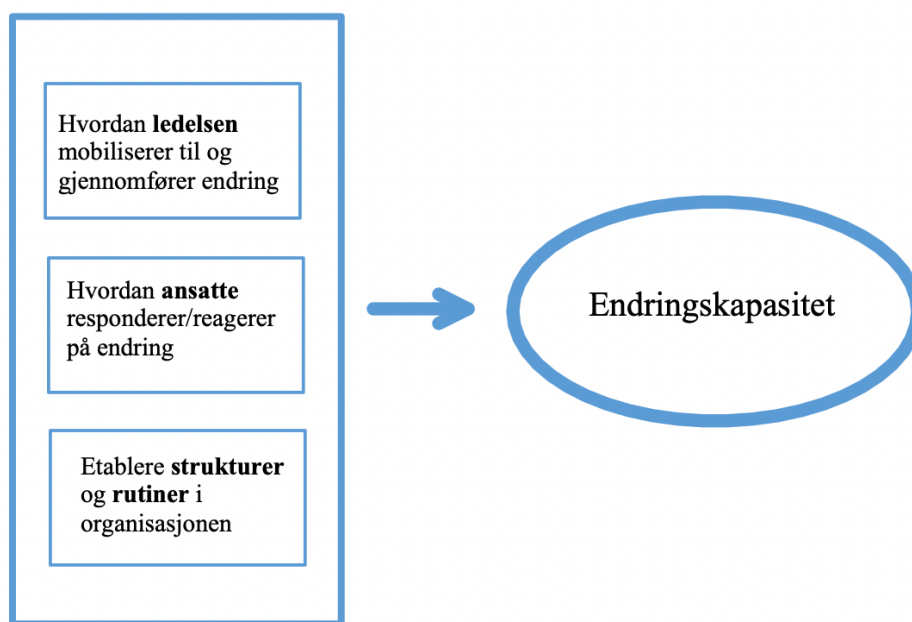 Hvordan ledelsen
mobiliserer til og
gjennomfører endring
Hvordan ansatte
responderer/reagerer
på endring
Etablere strukturer
og rutiner i
organisasjonen
Endringskapasitet